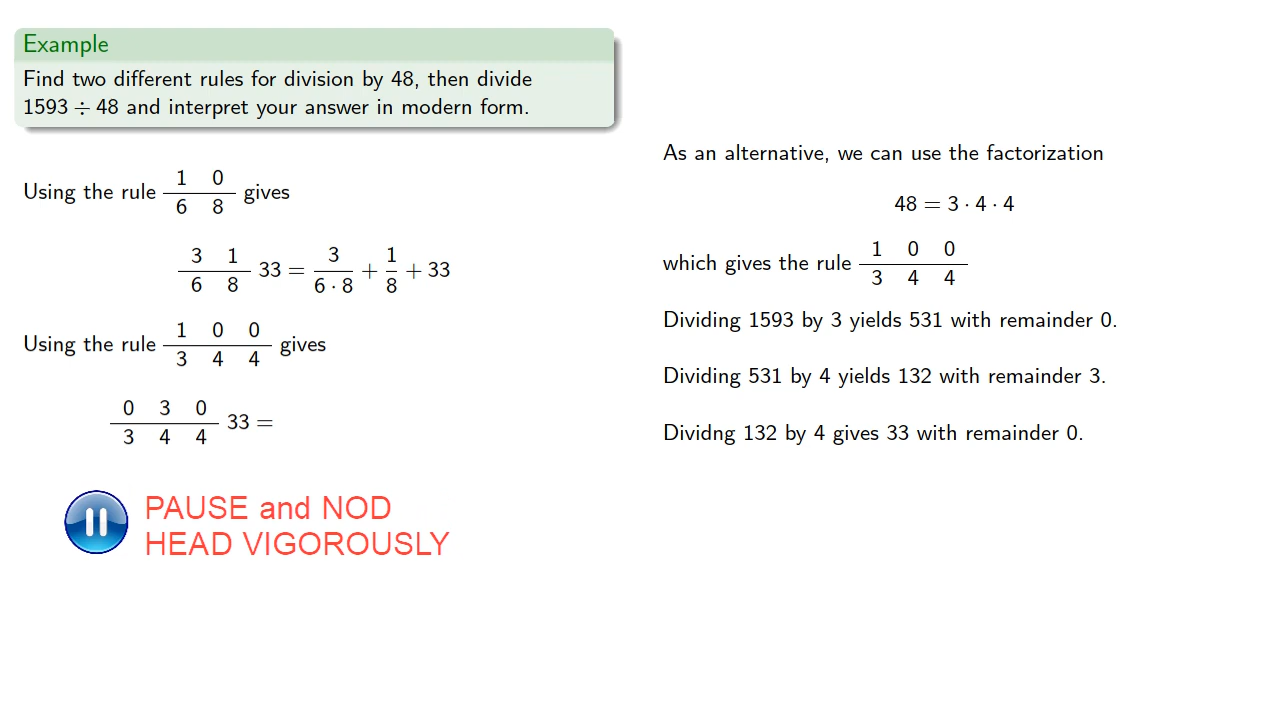 Example
Find two different rules for division by 48, then divide
1593 ÷ 48 and interpret your answer in modern form.
Using the rule 1 0 / 6 8 gives
3 1 / 6 8 33 = 3 / 6 · 8 + 1 / 8 + 33
Using the rule 1 0 0 / 3 4 4 gives
0 3 0 / 3 4 4 33 =
PAUSE and NOD
HEAD VIGOROUSLY
As an alternative, we can use the factorization
48 = 3 · 4 · 4
which gives the rule 1 0 0 / 3 4 4
Dividing 1593 by 3 yields 531 with remainder 0.
Dividing 531 by 4 yields 132 with remainder 3.
Dividng 132 by 4 gives 33 with remainder 0.